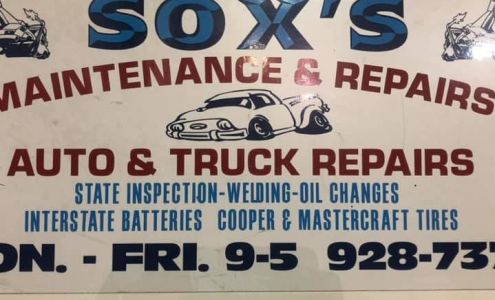 SOX'S
MAINTENANCE & REPAIRS
AUTO & TRUCK REPAIRS
STATE INSPECTION-WELDING-OIL CHANGES
INTERSTATE BATTERIES COOPER & MASTERCRAFT TIRES
ON. - FRI. 9-5 928-737